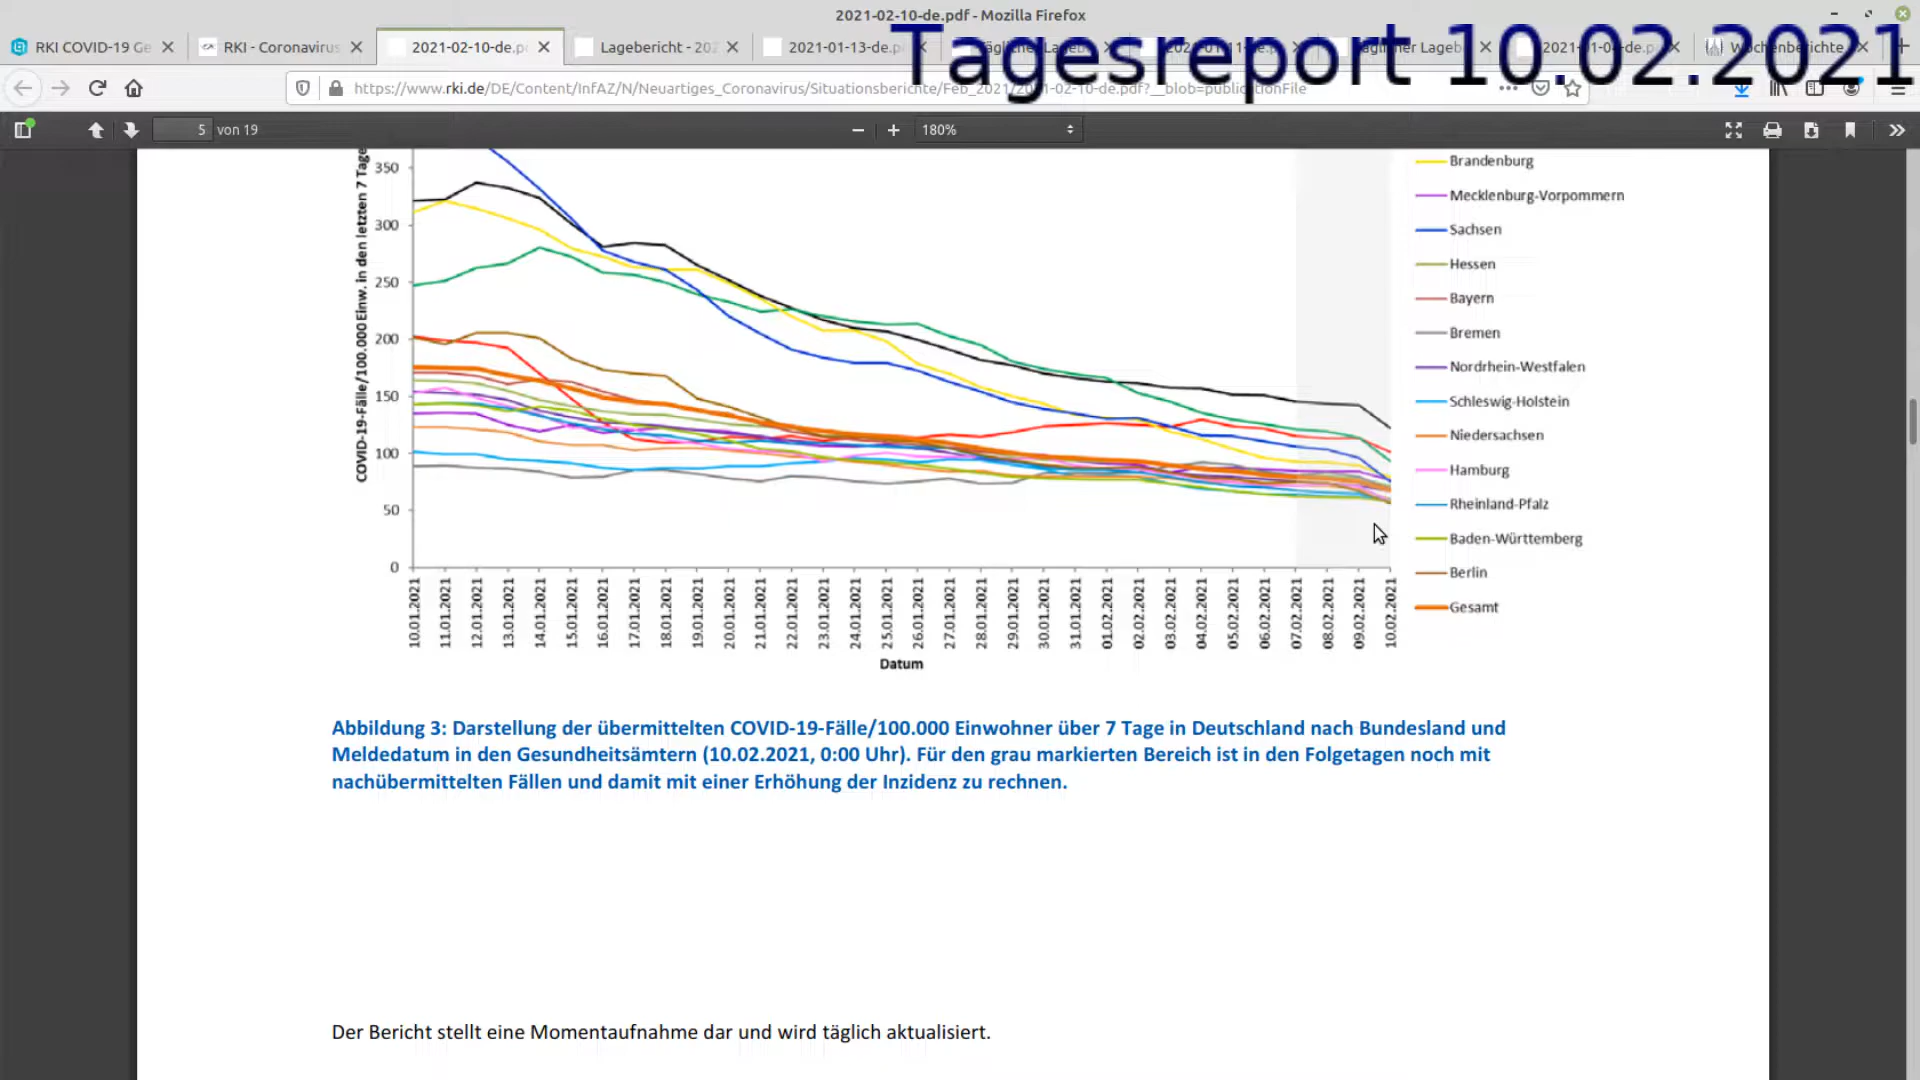 2021-02-10-de.pdf - Mozilla Firefox
Tagesreport 10.02.2021
RKI COVID-19 Ge
RKI - Coronavirus
2021-02-10-de.p
Lagebericht - 202
2021-01-13-de.p
Wochenberichte
https://www.rki.de/DE/Content/InfAZ/N/Neuartiges_Coronavirus/Situationsberichte/Feb_2021/2021-02-10-de.pdf?__blob=publicationFile
5 von 19
180%
COVID-19-Fälle/100.000 Einw. in den letzten 7 Tage
350
300
250
200
150
100
50
0
10.01.2021
11.01.2021
12.01.2021
13.01.2021
14.01.2021
15.01.2021
16.01.2021
17.01.2021
18.01.2021
19.01.2021
20.01.2021
21.01.2021
22.01.2021
23.01.2021
24.01.2021
25.01.2021
26.01.2021
27.01.2021
28.01.2021
29.01.2021
30.01.2021
31.01.2021
01.02.2021
02.02.2021
03.02.2021
04.02.2021
05.02.2021
06.02.2021
07.02.2021
08.02.2021
09.02.2021
10.02.2021
Datum
Brandenburg
Mecklenburg-Vorpommern
Sachsen
Hessen
Bayern
Bremen
Nordrhein-Westfalen
Schleswig-Holstein
Niedersachsen
Hamburg
Rheinland-Pfalz
Baden-Württemberg
Berlin
Gesamt
Abbildung 3: Darstellung der übermittelten COVID-19-Fälle/100.000 Einwohner über 7 Tage in Deutschland nach Bundesland und
Meldedatum in den Gesundheitsämtern (10.02.2021, 0:00 Uhr). Für den grau markierten Bereich ist in den Folgetagen noch mit
nachübermittelten Fällen und damit mit einer Erhöhung der Inzidenz zu rechnen.
Der Bericht stellt eine Momentaufnahme dar und wird täglich aktualisiert.